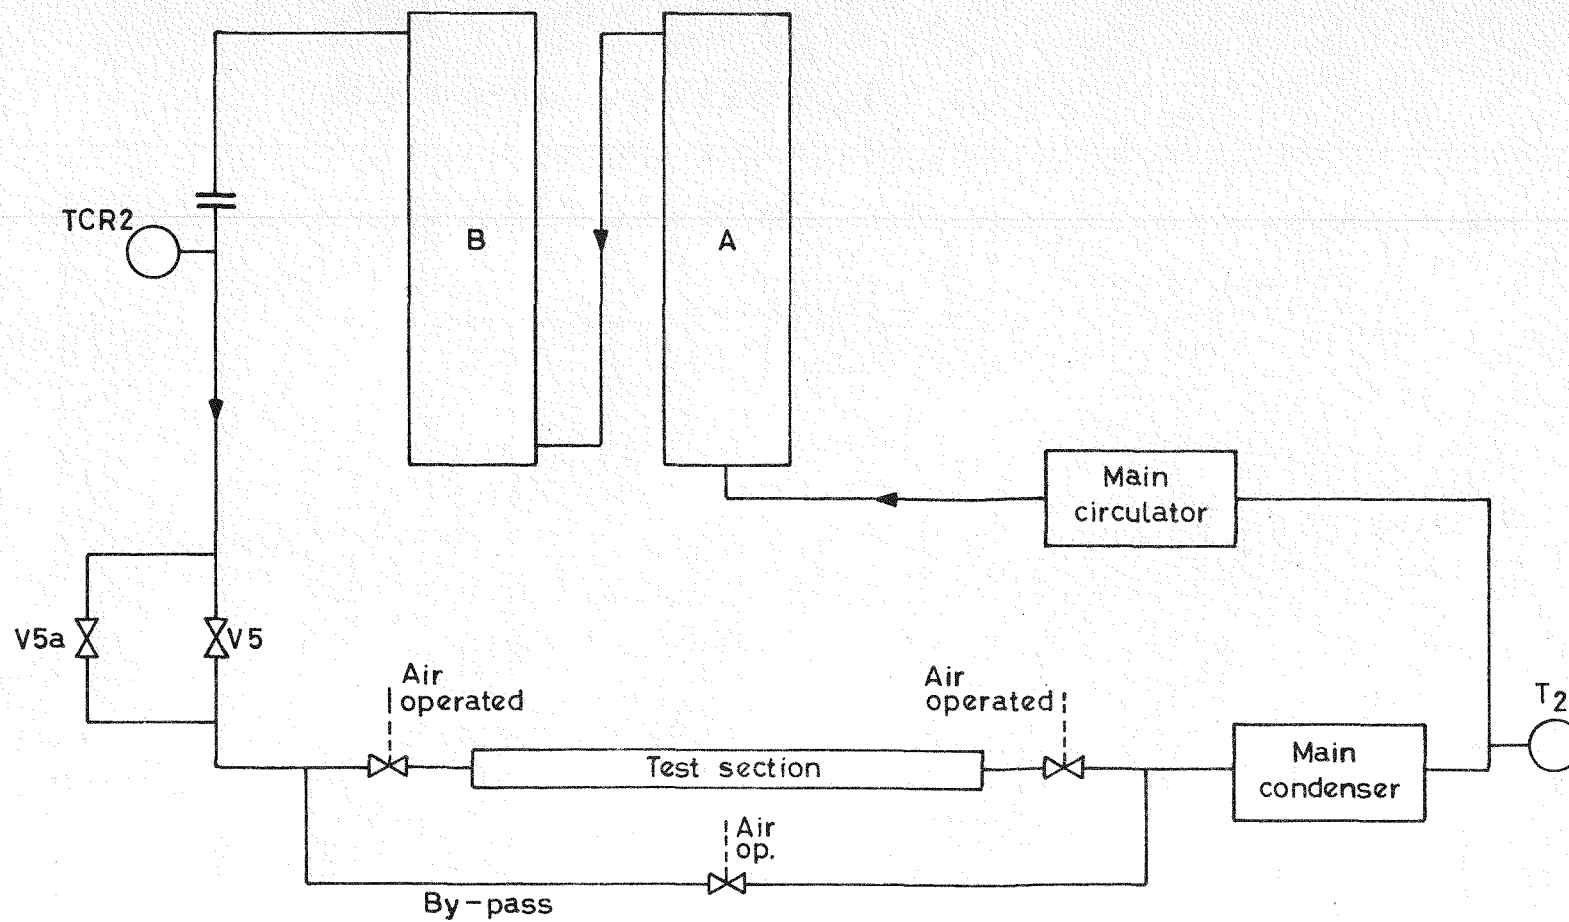 TCR2
B
A
Main
circulator
V5a
V5
Air
operated
Air
operated
T2
Test section
Main
condenser
Air
op.
By-pass